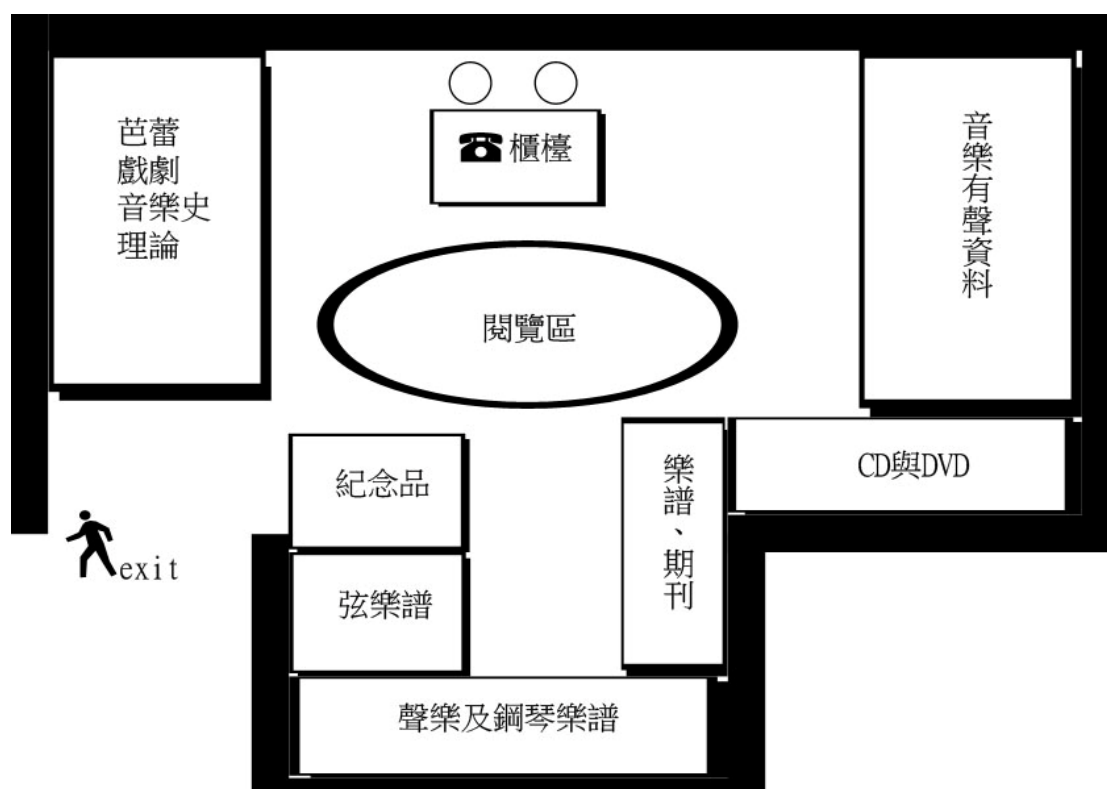 芭蕾
戲劇
音樂史
理論
櫃檯
音樂有聲資料
閱覽區
紀念品
樂譜、期刊
CD與DVD
exit
弦樂譜
聲樂及鋼琴樂譜